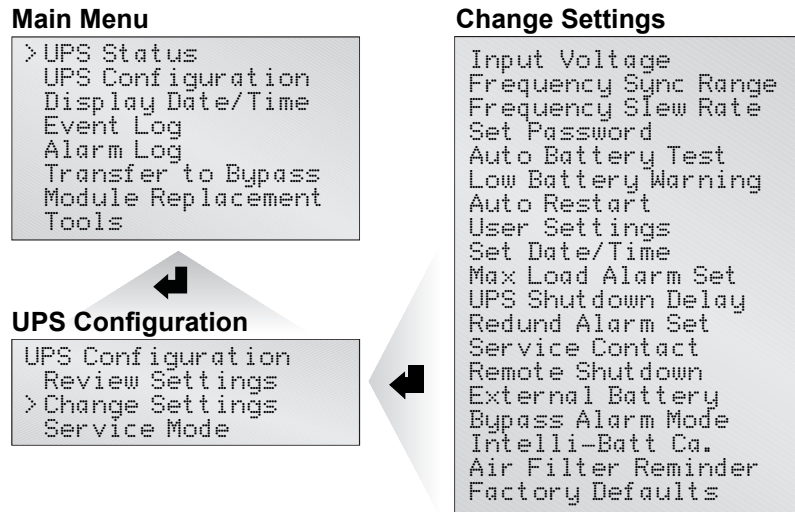 Main Menu
>UPS Status
UPS Configuration
Display Date/Time
Event Log
Alarm Log
Transfer to Bypass
Module Replacement
Tools
UPS Configuration
UPS Configuration
Review Settings
>Change Settings
Service Mode
Change Settings
Input Voltage
Frequency Sync Range
Frequency Slew Rate
Set Password
Auto Battery Test
Low Battery Warning
Auto Restart
User Settings
Set Date/Time
Max Load Alarm Set
UPS Shutdown Delay
Redund Alarm Set
Service Contact
Remote Shutdown
External Battery
Bypass Alarm Mode
Intelli-Batt Ca.
Air Filter Reminder
Factory Defaults